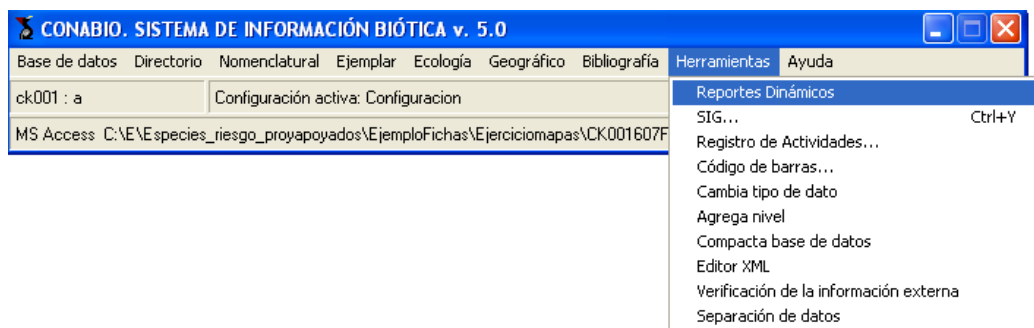 CONABIO. SISTEMA DE INFORMACIÓN BIÓTICA v. 5.0
Base de datos Directorio Nomenclatural Ejemplar Ecología Geográfico Bibliografía Herramientas Ayuda
ck001 : a Configuración activa: Configuracion
MS Access C:\E\Especies_riesgo_proyapoyados\EjemploFichas\Ejerciciomapas\CK001607F
Reportes Dinámicos
SIG... Ctrl+Y
Registro de Actividades...
Código de barras...
Cambia tipo de dato
Agrega nivel
Compacta base de datos
Editor XML
Verificación de la información externa
Separación de datos